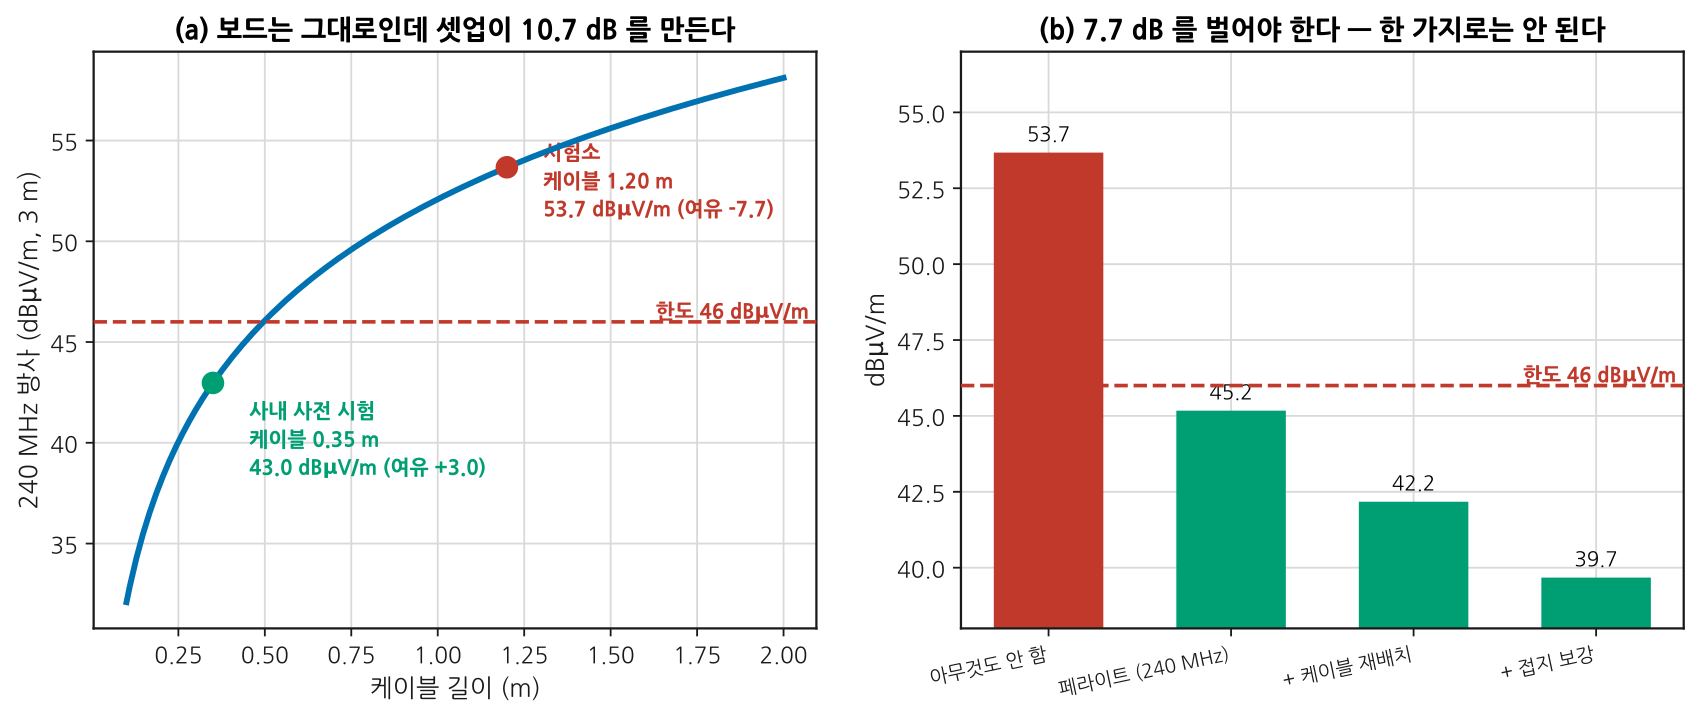 (a) 보드는 그대로인데 셋업이 10.7 dB 를 만든다
240 MHz 방사 (dBµV/m, 3 m)
55
50
45
40
35
시험소
케이블 1.20 m
53.7 dBµV/m (여유 -7.7)
한도 46 dBµV/m
사내 사전 시험
케이블 0.35 m
43.0 dBµV/m (여유 +3.0)
0.25 0.50 0.75 1.00 1.25 1.50 1.75 2.00
케이블 길이 (m)
(b) 7.7 dB 를 벌어야 한다 — 한 가지로는 안 된다
dBµV/m
55.0
52.5
50.0
47.5
45.0
42.5
40.0
53.7
한도 46 dBµV/m
45.2
42.2
39.7
아무것도 안 함
페라이트 (240 MHz)
+ 케이블 재배치
+ 접지 보강